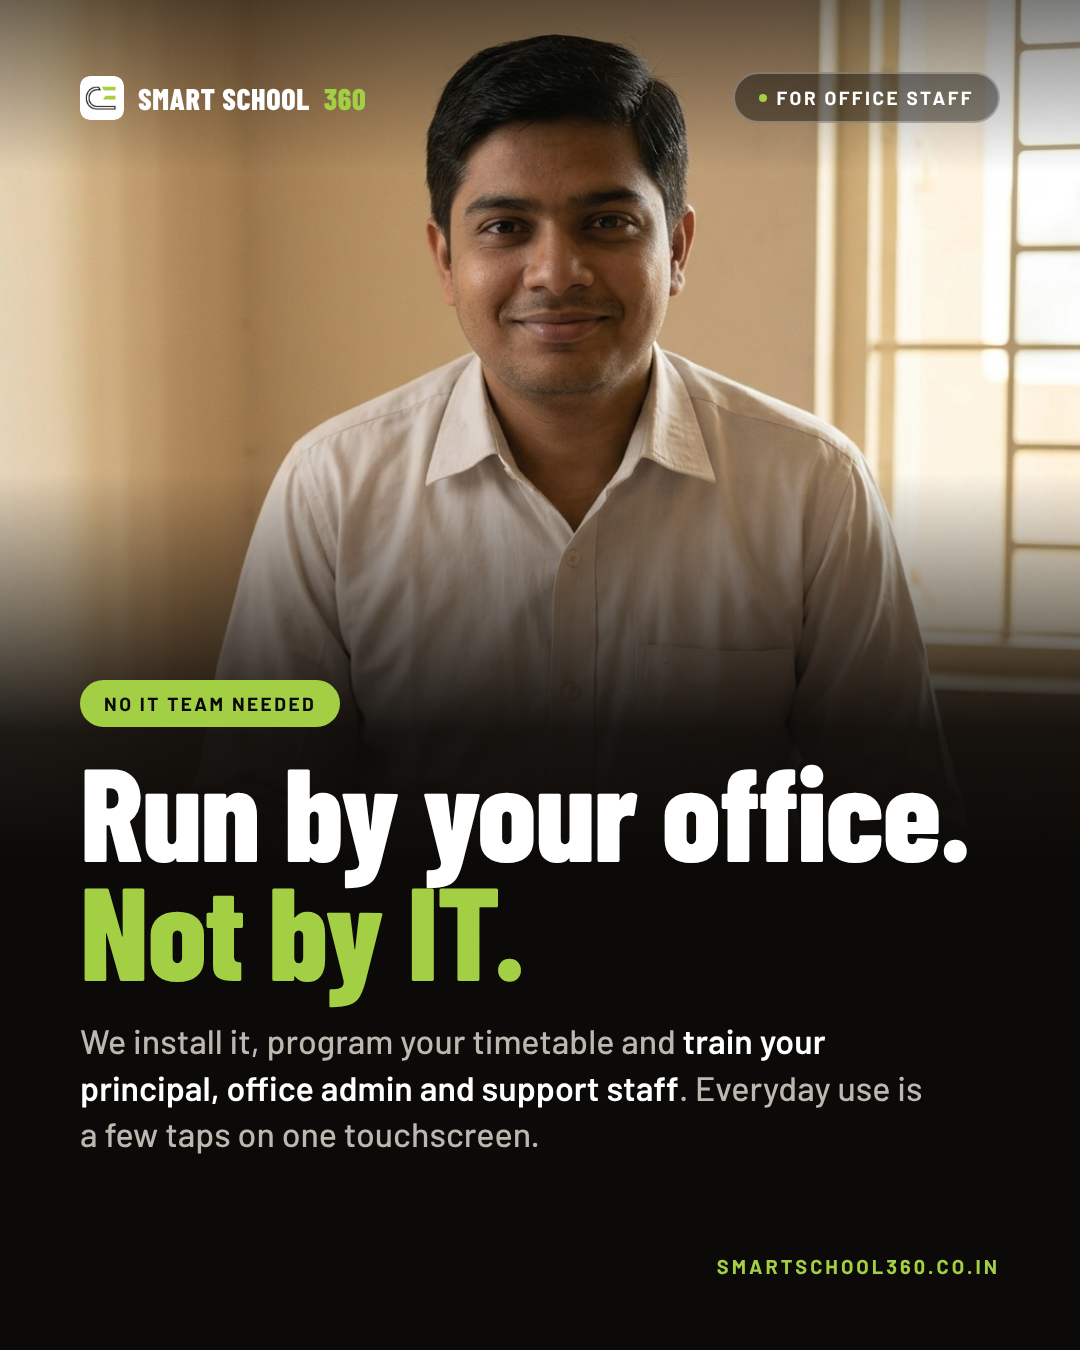 SMART SCHOOL 360
FOR OFFICE STAFF
NO IT TEAM NEEDED
Run by your office.
Not by IT.
We install it, program your timetable and train your
principal, office admin and support staff. Everyday use is
a few taps on one touchscreen.
SMARTSCHOOL360.CO.IN